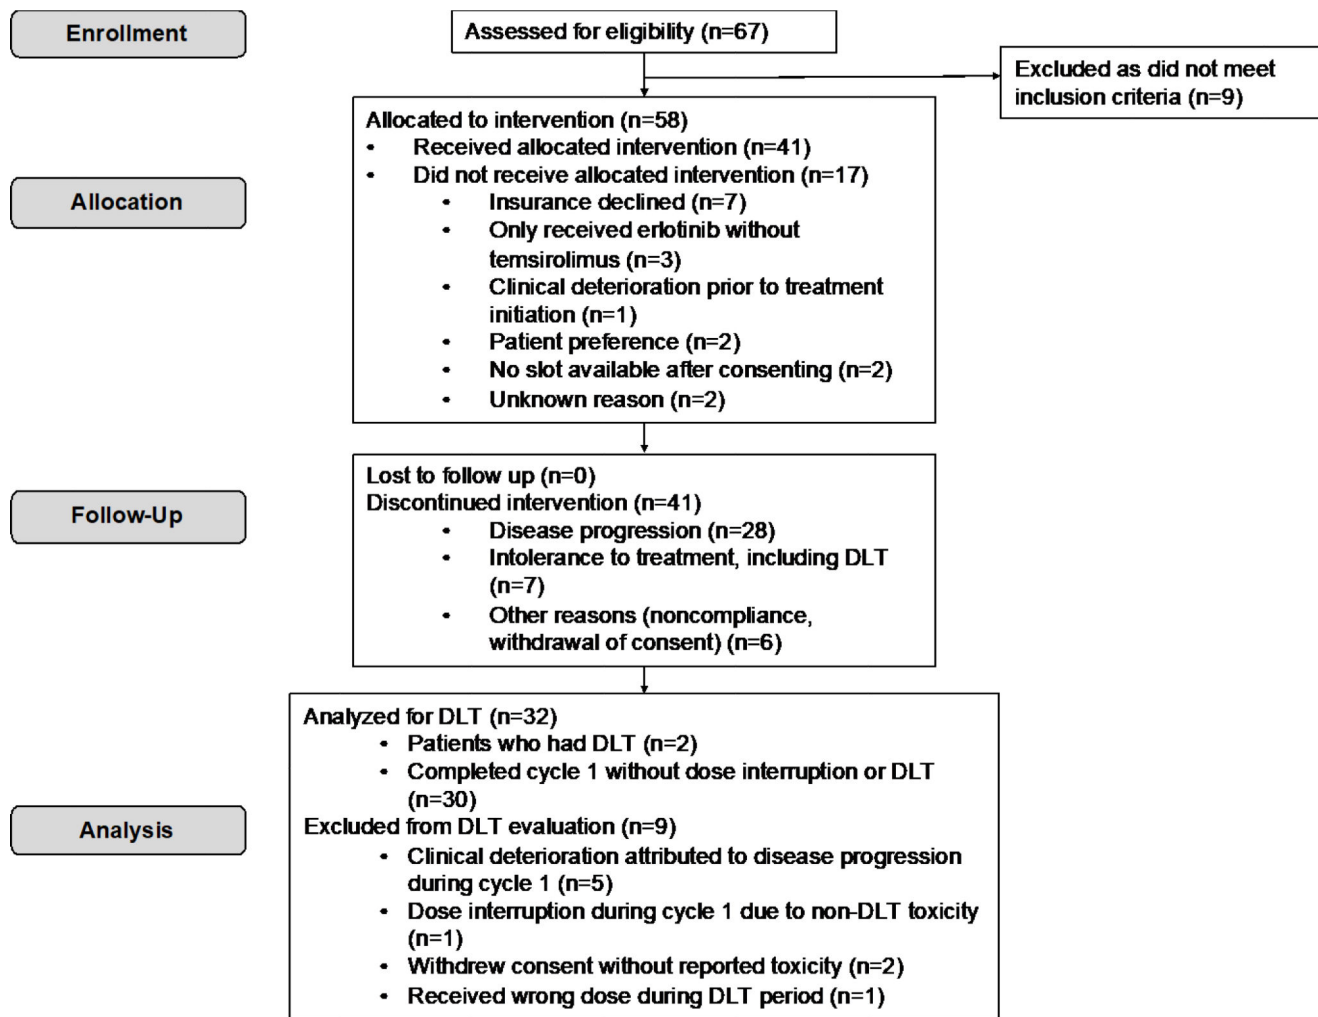 Enrollment
Assessed for eligibility (n=67)
Excluded as did not meet
inclusion criteria (n=9)
Allocation
Allocated to intervention (n=58)
• Received allocated intervention (n=41)
• Did not receive allocated intervention (n=17)
• Insurance declined (n=7)
• Only received erlotinib without
temsirolimus (n=3)
• Clinical deterioration prior to treatment
initiation (n=1)
• Patient preference (n=2)
• No slot available after consenting (n=2)
• Unknown reason (n=2)
Follow-Up
Lost to follow up (n=0)
Discontinued intervention (n=41)
• Disease progression (n=28)
• Intolerance to treatment, including DLT
(n=7)
• Other reasons (noncompliance,
withdrawal of consent) (n=6)
Analysis
Analyzed for DLT (n=32)
• Patients who had DLT (n=2)
• Completed cycle 1 without dose interruption or DLT
(n=30)
Excluded from DLT evaluation (n=9)
• Clinical deterioration attributed to disease progression
during cycle 1 (n=5)
• Dose interruption during cycle 1 due to non-DLT toxicity
(n=1)
• Withdrew consent without reported toxicity (n=2)
• Received wrong dose during DLT period (n=1)